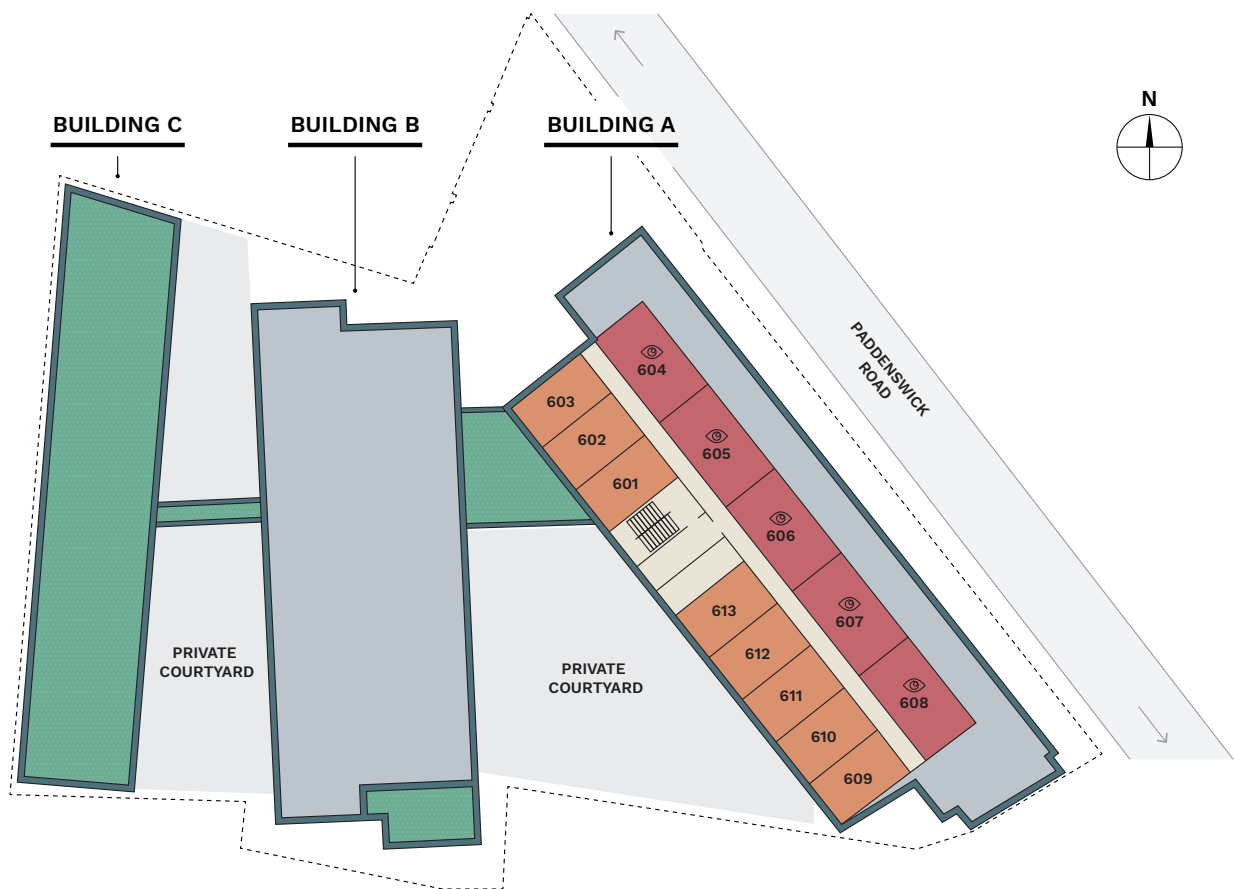 N
BUILDING C
BUILDING B
BUILDING A
PADDENSWICK
ROAD
604
603
602
605
601
606
613
607
612
611
608
610
609
PRIVATE
COURTYARD
PRIVATE
COURTYARD